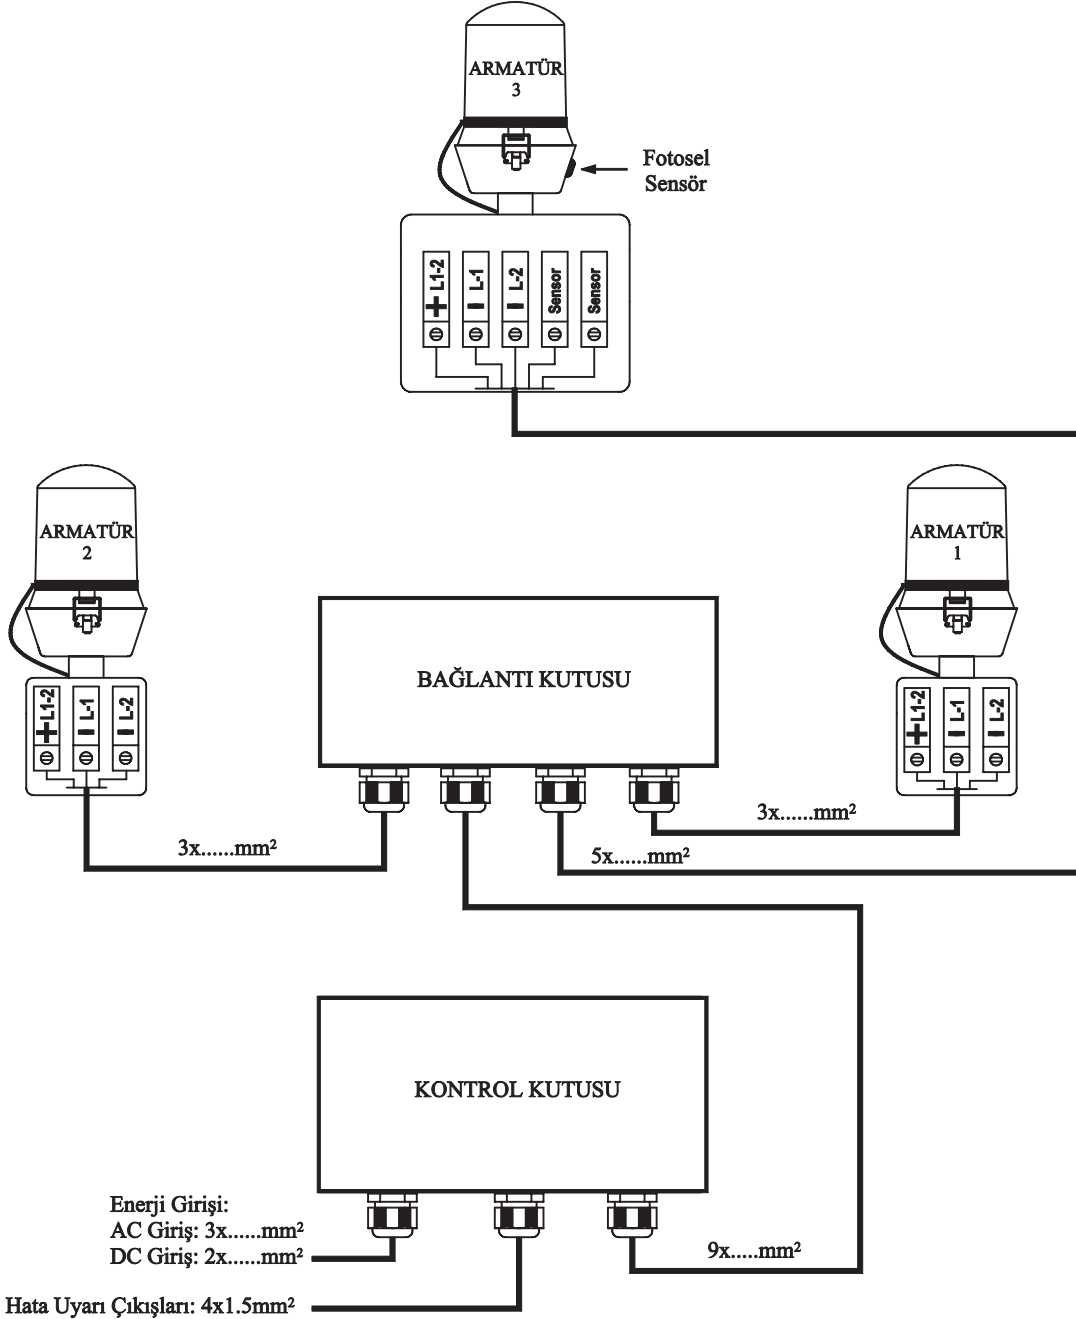 ARMATÜR
3
Fotosel
Sensör
+ L1-2
- L-1
- L-2
Sensor
Sensor
ARMATÜR
2
ARMATÜR
1
BAĞLANTI KUTUSU
+ L1-2
- L-1
- L-2
+ L1-2
- L-1
- L-2
3x......mm²
3x......mm²
5x......mm²
KONTROL KUTUSU
Enerji Girişi:
AC Giriş: 3x......mm²
DC Giriş: 2x......mm²
9x.....mm²
Hata Uyarı Çıkışları: 4x1.5mm²